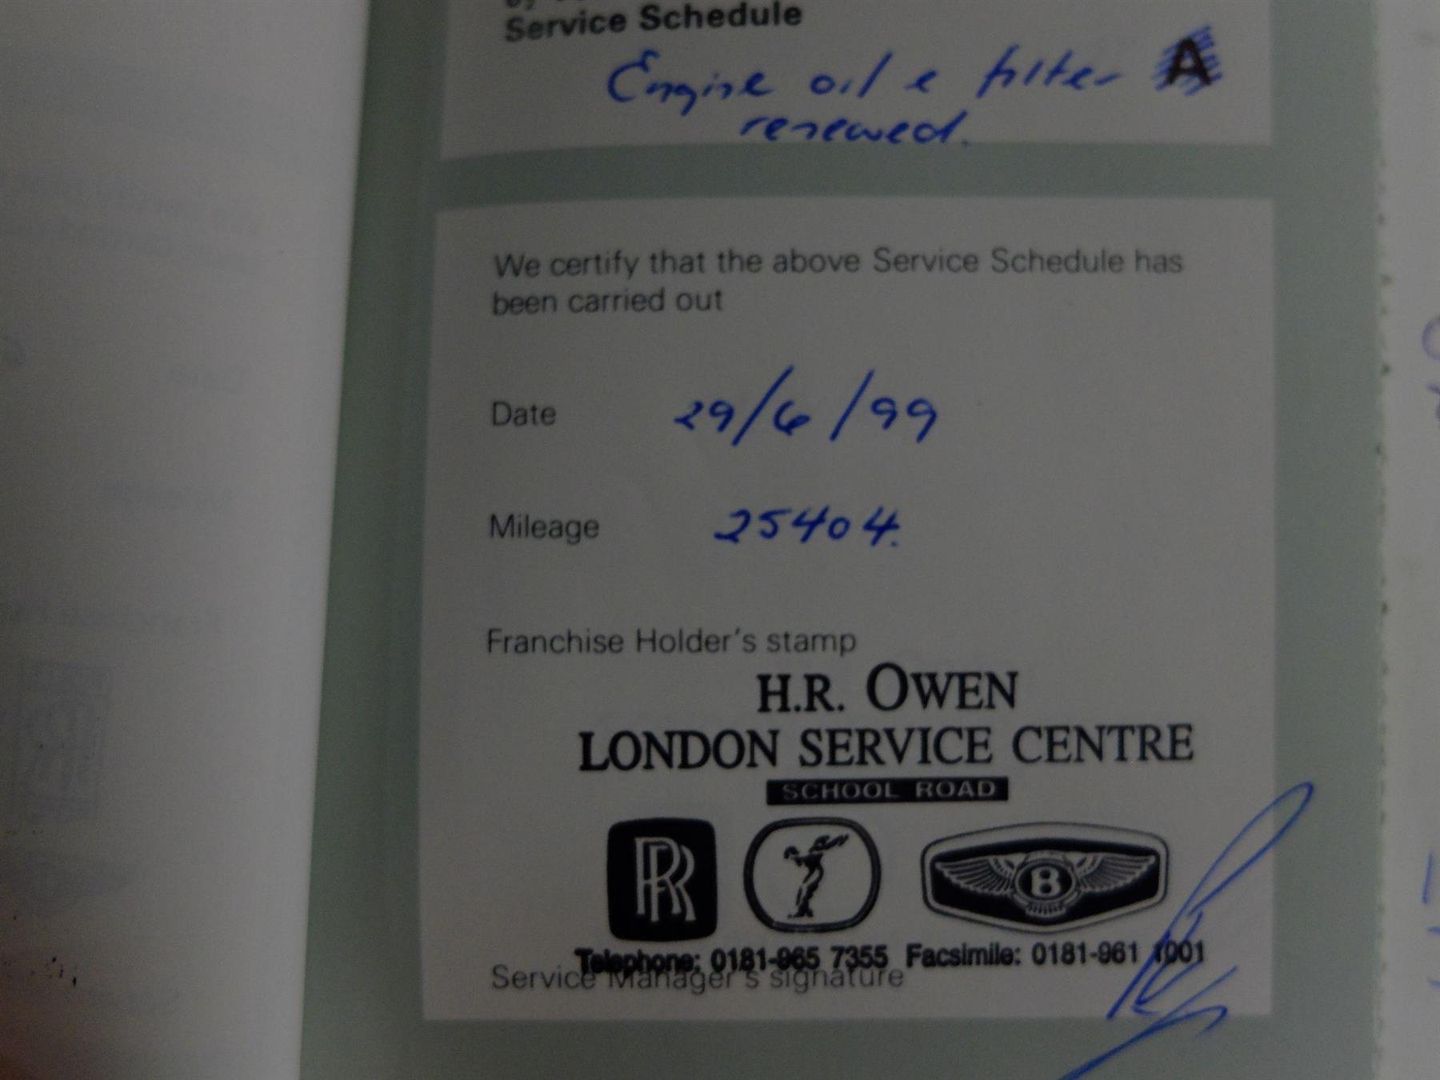 Service Schedule
Engine oil & filter A
renewed.
We certify that the above Service Schedule has
been carried out
Date 29/6/99
Mileage 25404.
Franchise Holder's stamp
H.R. OWEN
LONDON SERVICE CENTRE
SCHOOL ROAD
RR B
Telephone: 0181-965 7355 Facsimile: 0181-961 1001
Service Manager's signature